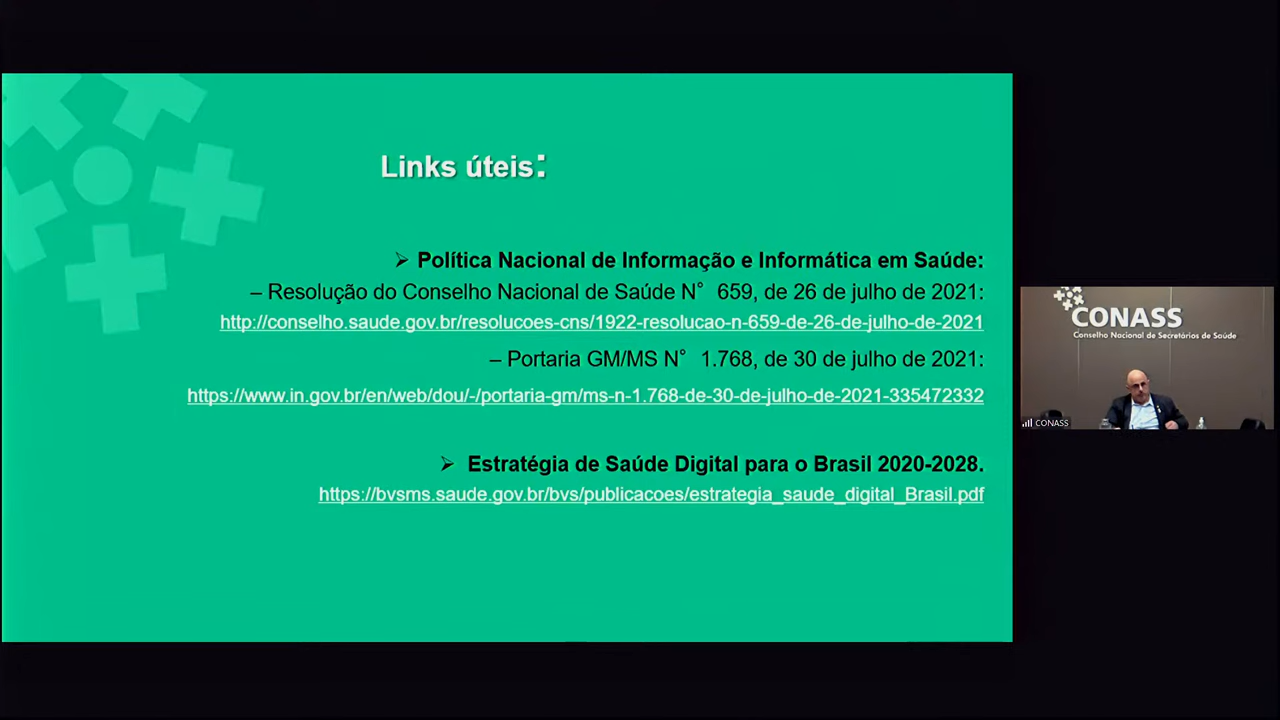 Links úteis:
➢ Política Nacional de Informação e Informática em Saúde:
– Resolução do Conselho Nacional de Saúde N° 659, de 26 de julho de 2021:
http://conselho.saude.gov.br/resolucoes-cns/1922-resolucao-n-659-de-26-de-julho-de-2021
– Portaria GM/MS N° 1.768, de 30 de julho de 2021:
https://www.in.gov.br/en/web/dou/-/portaria-gm/ms-n-1.768-de-30-de-julho-de-2021-335472332
➢ Estratégia de Saúde Digital para o Brasil 2020-2028.
https://bvsms.saude.gov.br/bvs/publicacoes/estrategia_saude_digital_Brasil.pdf
CONASS
Conselho Nacional de Secretários de Saúde
CONASS